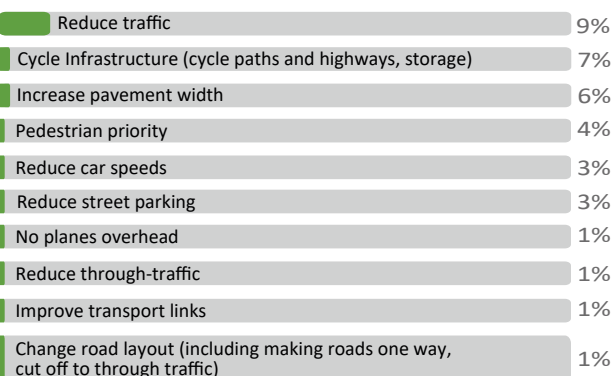 Reduce traffic 9%
Cycle Infrastructure (cycle paths and highways, storage) 7%
Increase pavement width 6%
Pedestrian priority 4%
Reduce car speeds 3%
Reduce street parking 3%
No planes overhead 1%
Reduce through-traffic 1%
Improve transport links 1%
Change road layout (including making roads one way,
cut off to through traffic) 1%